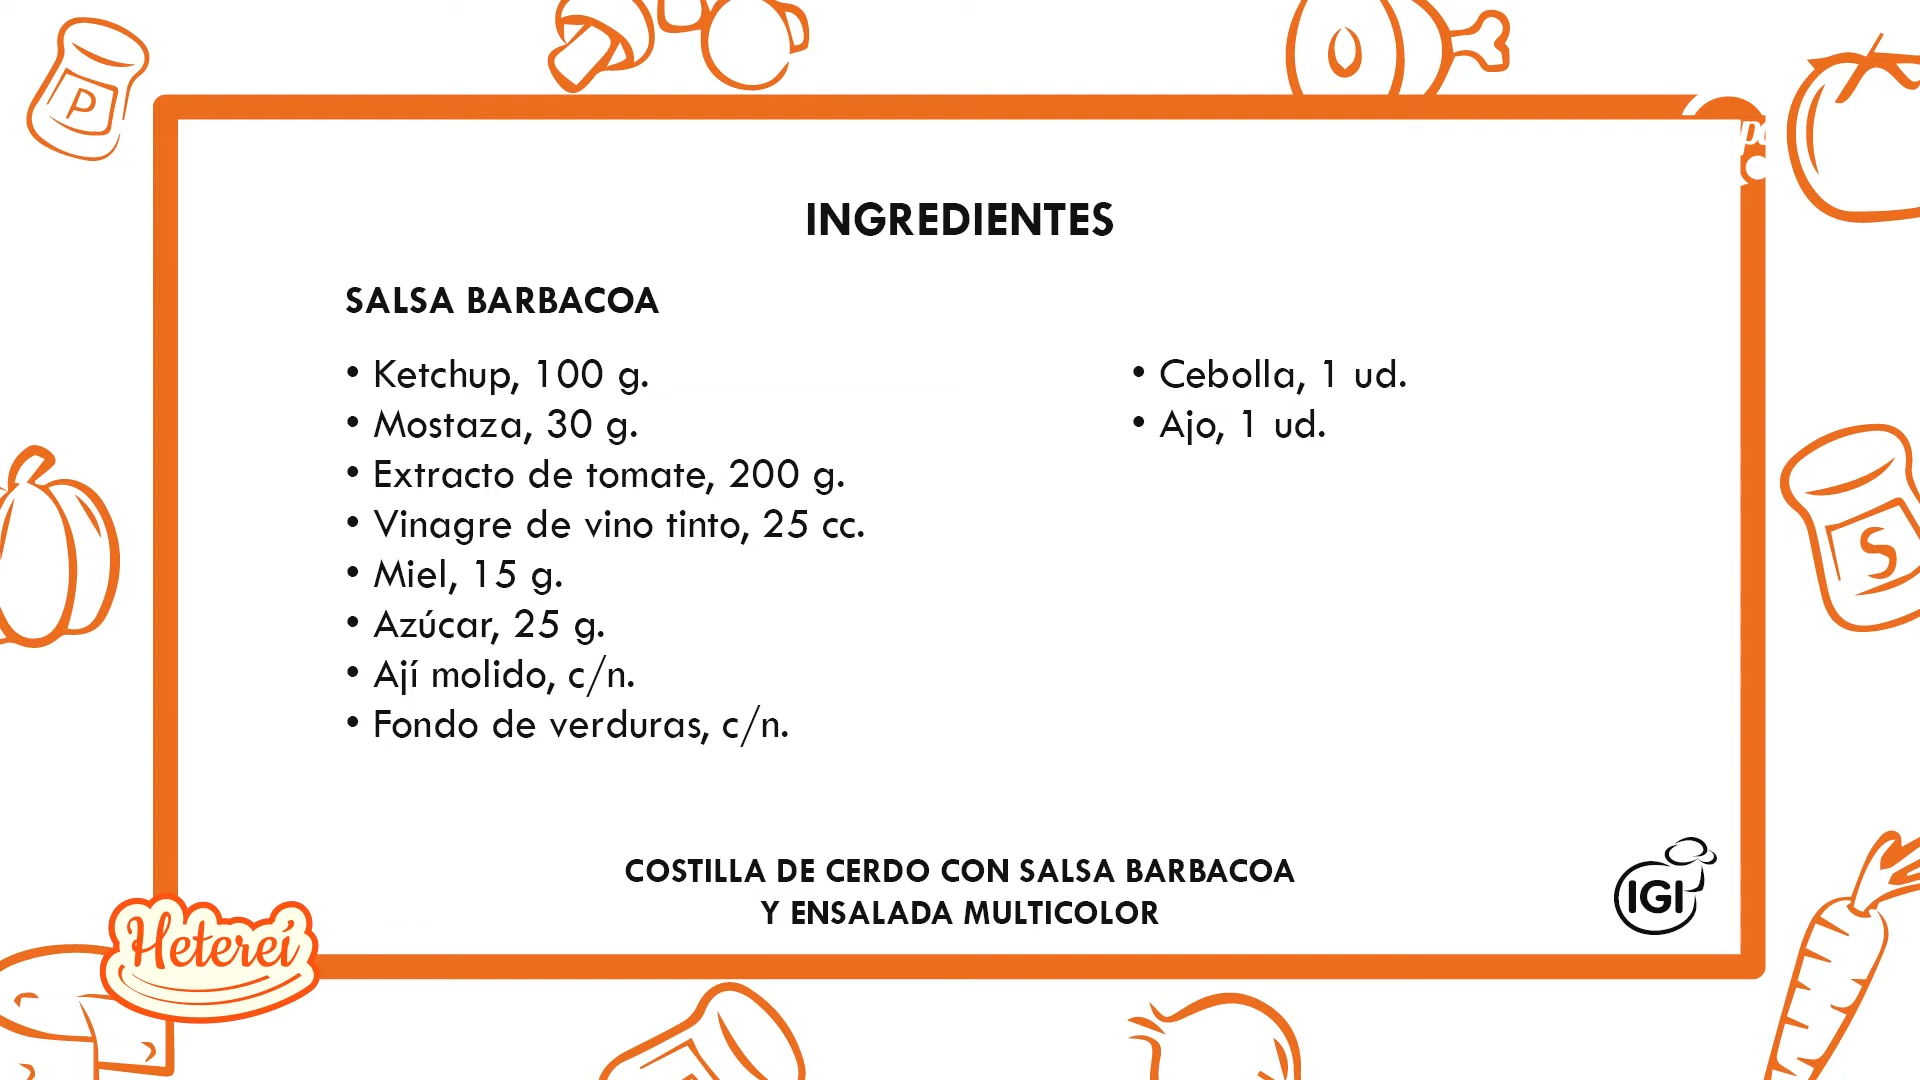 P
INGREDIENTES
SALSA BARBACOA
• Ketchup, 100 g.
• Mostaza, 30 g.
• Extracto de tomate, 200 g.
• Vinagre de vino tinto, 25 cc.
• Miel, 15 g.
• Azúcar, 25 g.
• Ají molido, c/n.
• Fondo de verduras, c/n.
• Cebolla, 1 ud.
• Ajo, 1 ud.
S
COSTILLA DE CERDO CON SALSA BARBACOA
Y ENSALADA MULTICOLOR
IGI
Hetereí